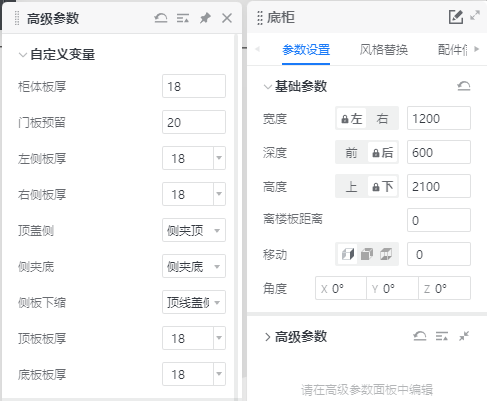 高级参数
自定义变量
柜体板厚 18
门板预留 20
左侧板厚 18
右侧板厚 18
顶盖侧 侧夹顶
侧夹底 侧夹底
侧板下缩 顶线盖侧
顶板板厚 18
底板板厚 18
底柜
参数设置 风格替换 配件信
基础参数
宽度 左 右 1200
深度 前 后 600
高度 上 下 2100
离楼板距离 0
移动 0
角度 X 0° Y 0° Z 0°
高级参数
请在高级参数面板中编辑